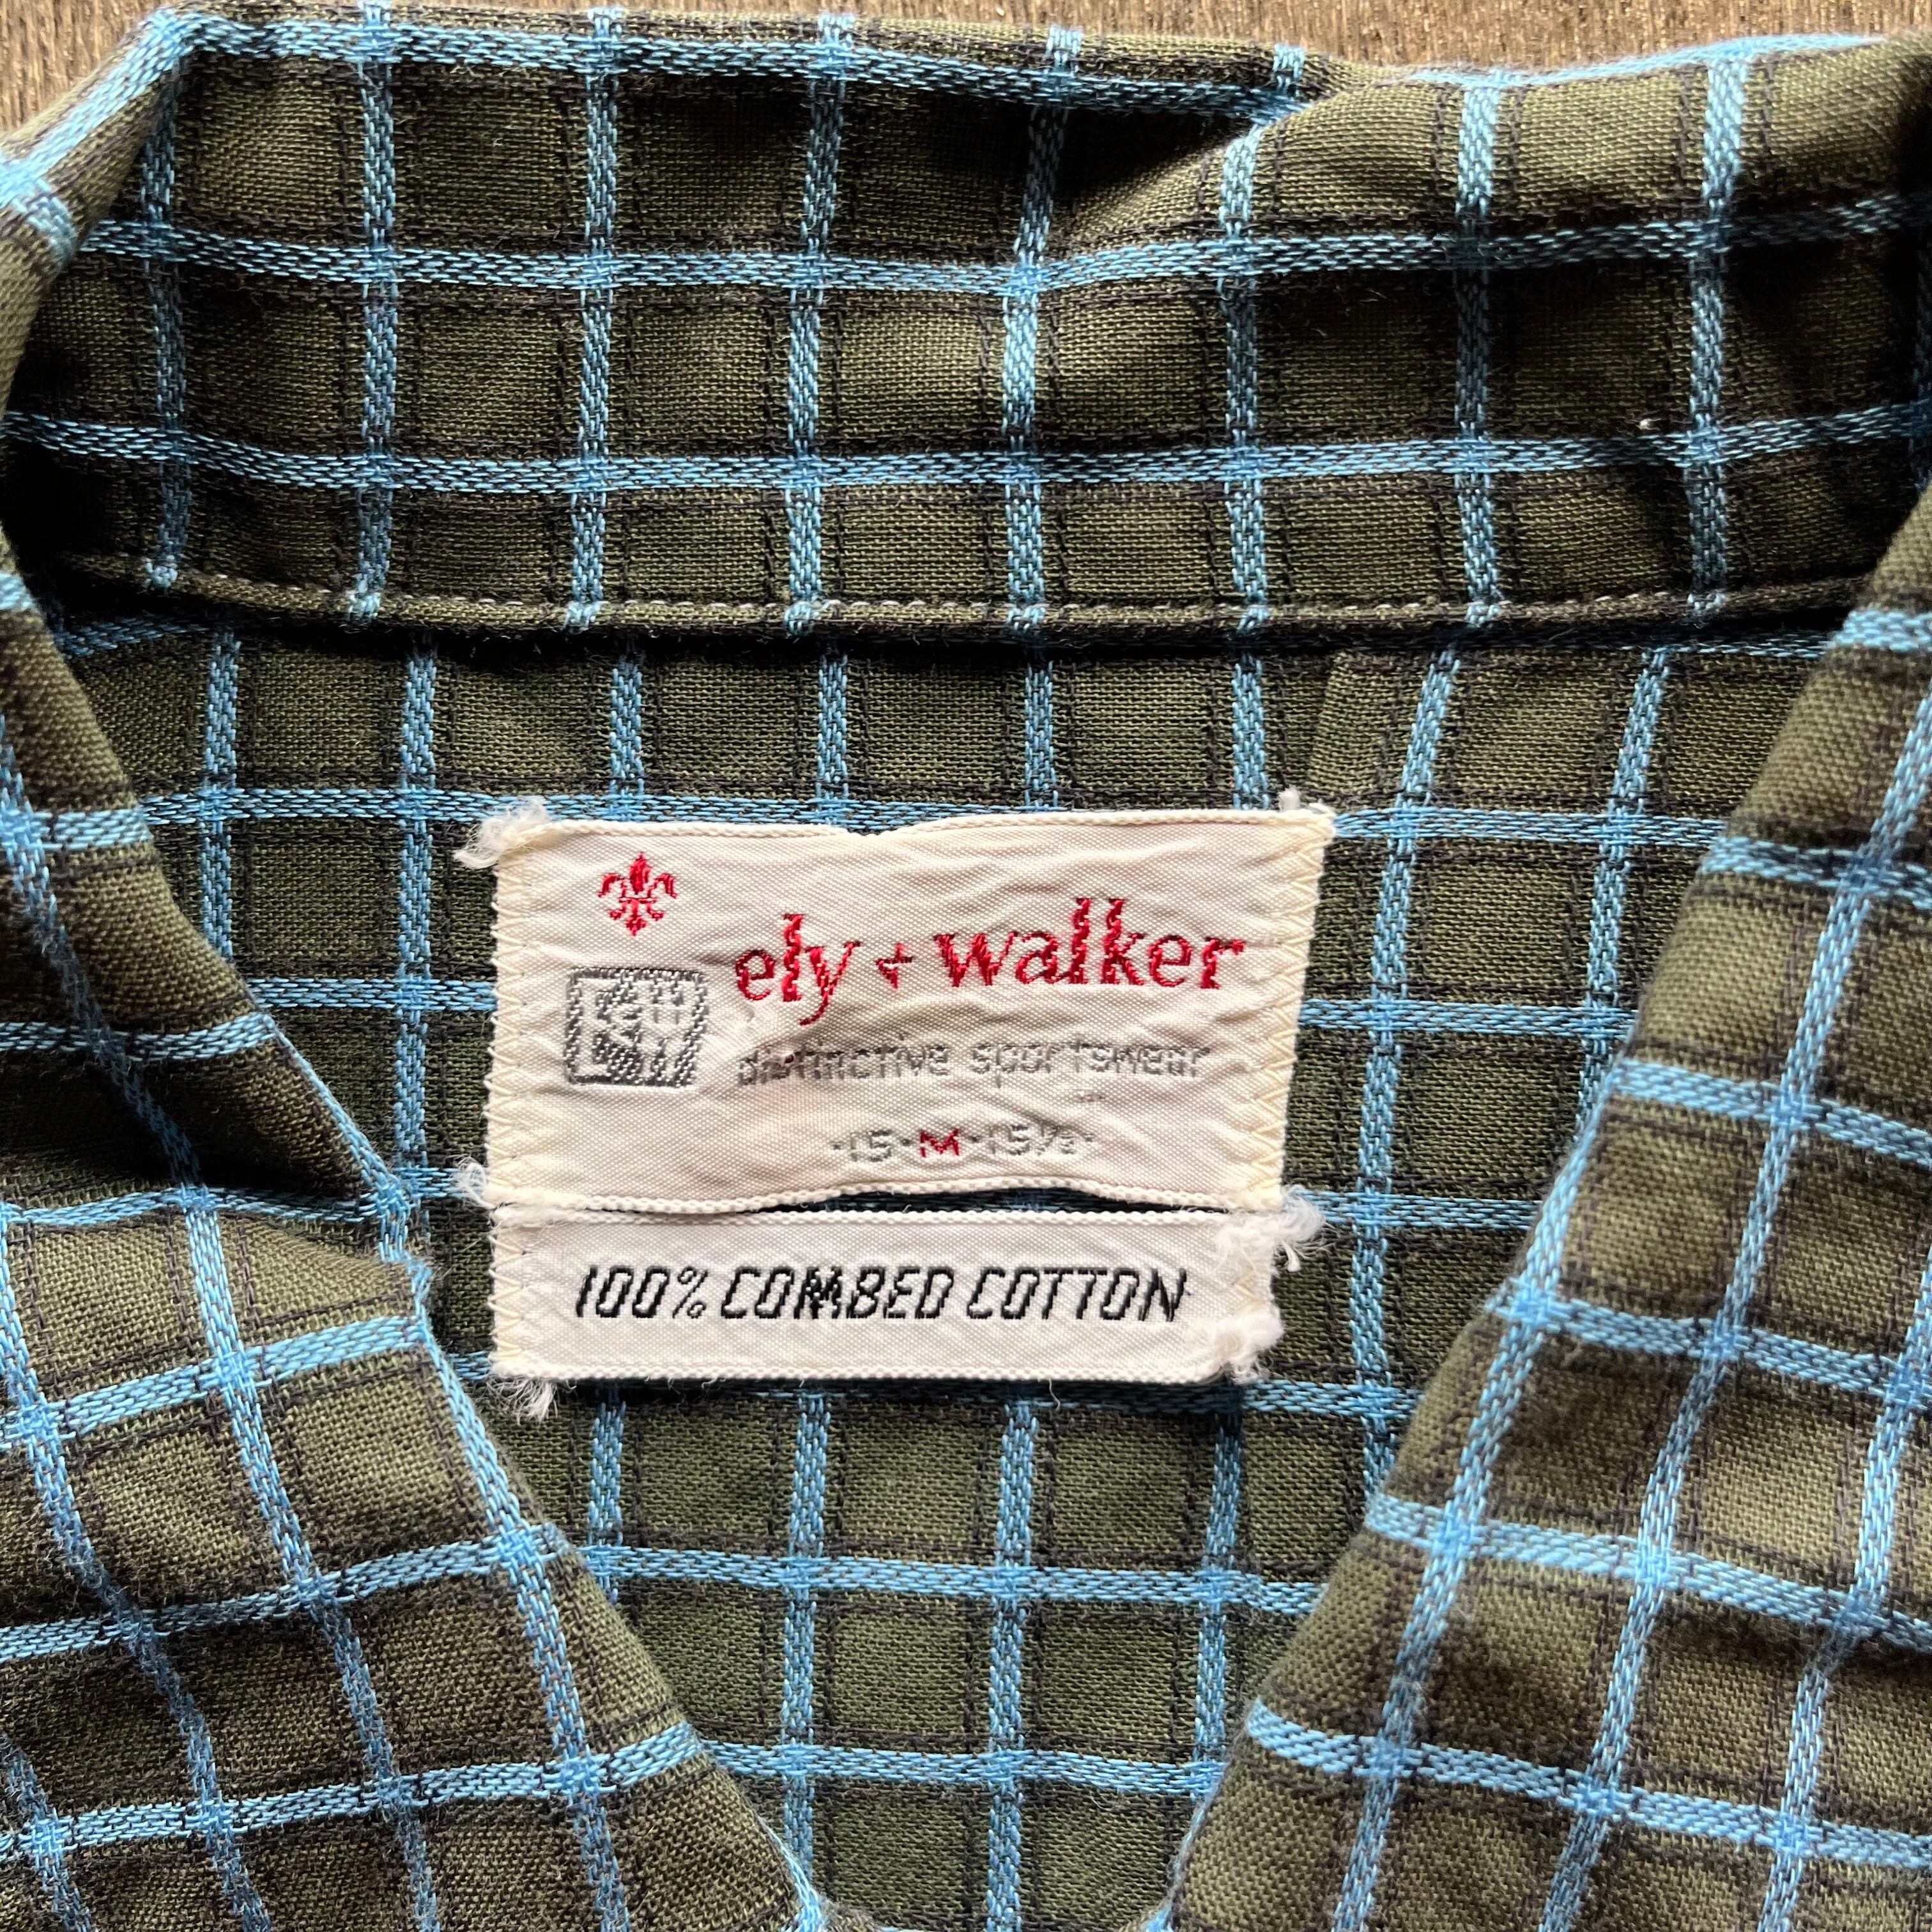 ely + walker
distinctive sportswear
·15·M·15½·
100% COMBED COTTON